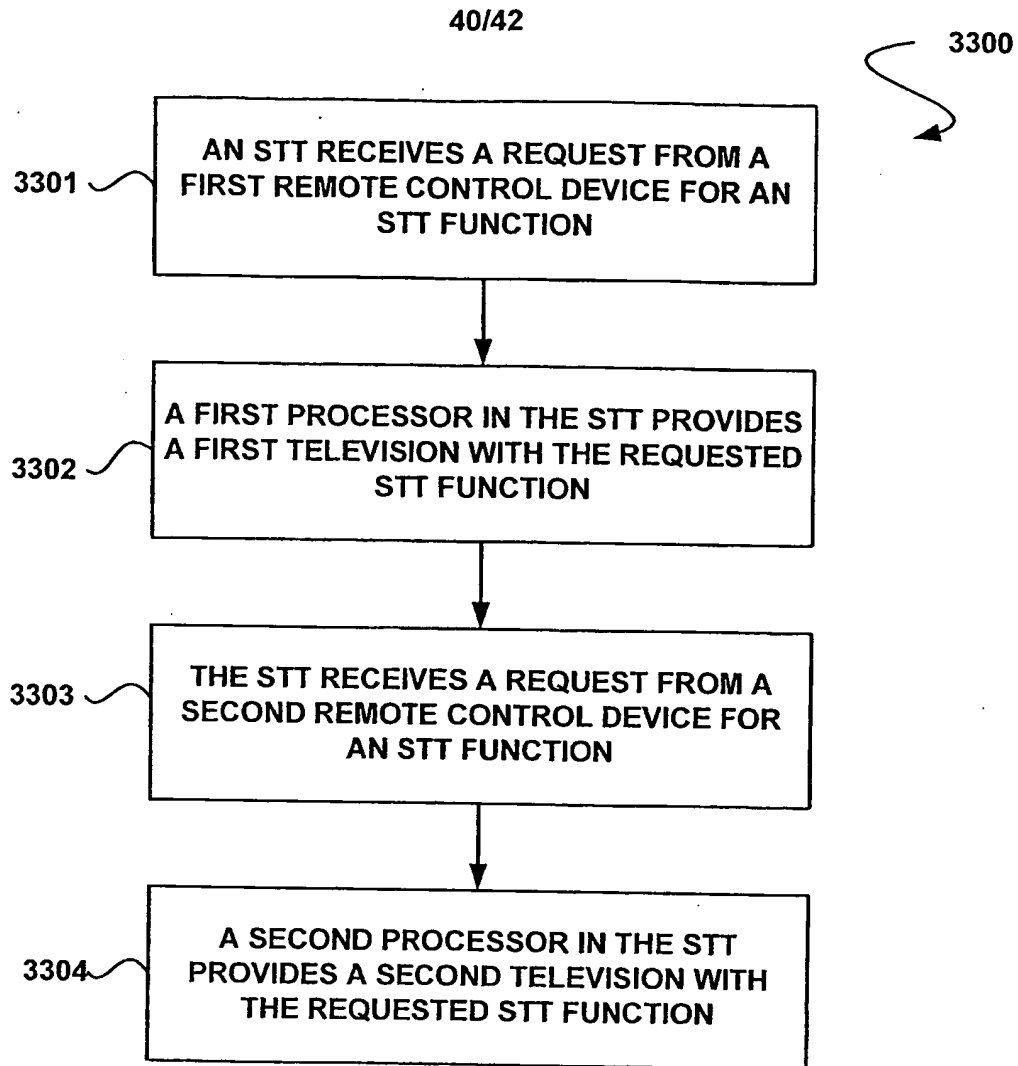 40/42
3300
3301
AN STT RECEIVES A REQUEST FROM A
FIRST REMOTE CONTROL DEVICE FOR AN
STT FUNCTION
3302
A FIRST PROCESSOR IN THE STT PROVIDES
A FIRST TELEVISION WITH THE REQUESTED
STT FUNCTION
3303
THE STT RECEIVES A REQUEST FROM A
SECOND REMOTE CONTROL DEVICE FOR
AN STT FUNCTION
3304
A SECOND PROCESSOR IN THE STT
PROVIDES A SECOND TELEVISION WITH
THE REQUESTED STT FUNCTION